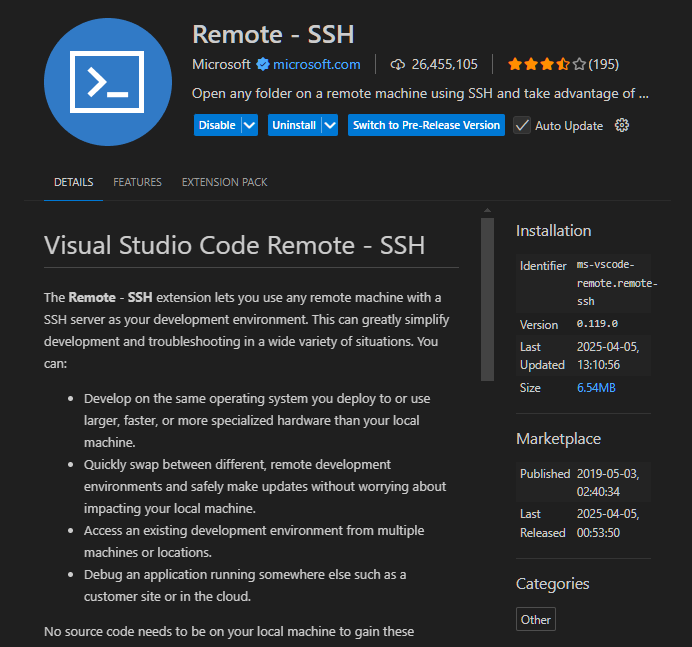 Remote - SSH
Microsoft microsoft.com 26,455,105 (195)
Open any folder on a remote machine using SSH and take advantage of ...
Disable Uninstall Switch to Pre-Release Version Auto Update
DETAILS FEATURES EXTENSION PACK
Visual Studio Code Remote - SSH
The Remote - SSH extension lets you use any remote machine with a
SSH server as your development environment. This can greatly simplify
development and troubleshooting in a wide variety of situations. You
can:
Develop on the same operating system you deploy to or use
larger, faster, or more specialized hardware than your local
machine.
Quickly swap between different, remote development
environments and safely make updates without worrying about
impacting your local machine.
Access an existing development environment from multiple
machines or locations.
Debug an application running somewhere else such as a
customer site or in the cloud.
No source code needs to be on your local machine to gain these
Installation
Identifier ms-vscode-
remote.remote-
ssh
Version 0.119.0
Last 2025-04-05,
Updated 13:10:56
Size 6.54MB
Marketplace
Published 2019-05-03,
02:40:34
Last 2025-04-05,
Released 00:53:50
Categories
Other